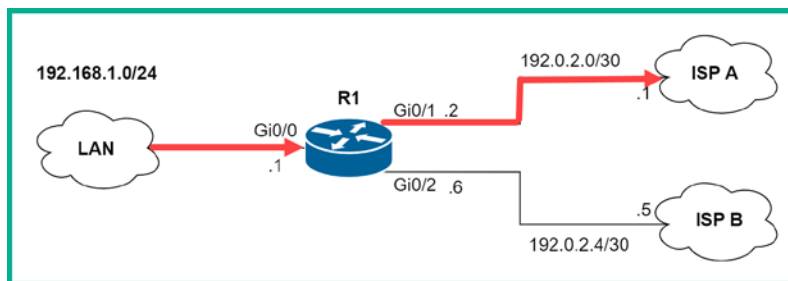 192.168.1.0/24
LAN
Gi0/0
.1
R1
Gi0/1 .2
192.0.2.0/30
.1
ISP A
Gi0/2 .6
192.0.2.4/30
.5
ISP B